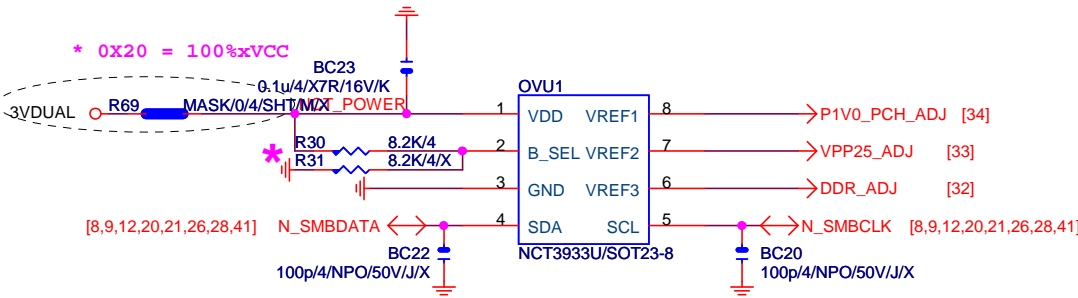 * 0X20 = 100%xVCC
BC23
0.1u/4/X7R/16V/K
OVU1
3VDUAL
R69
MASK/0/4/SHT/M/X
1
VDD
VREF1
8
P1V0_PCH_ADJ [34]
R30
8.2K/4
2
B_SEL
VREF2
7
VPP25_ADJ [33]
*
R31
8.2K/4/X
3
GND
VREF3
6
DDR_ADJ [32]
[8,9,12,20,21,26,28,41] N_SMBDATA
4
SDA
SCL
5
N_SMBCLK [8,9,12,20,21,26,28,41]
BC22
100p/4/NPO/50V/J/X
NCT3933U/SOT23-8
BC20
100p/4/NPO/50V/J/X